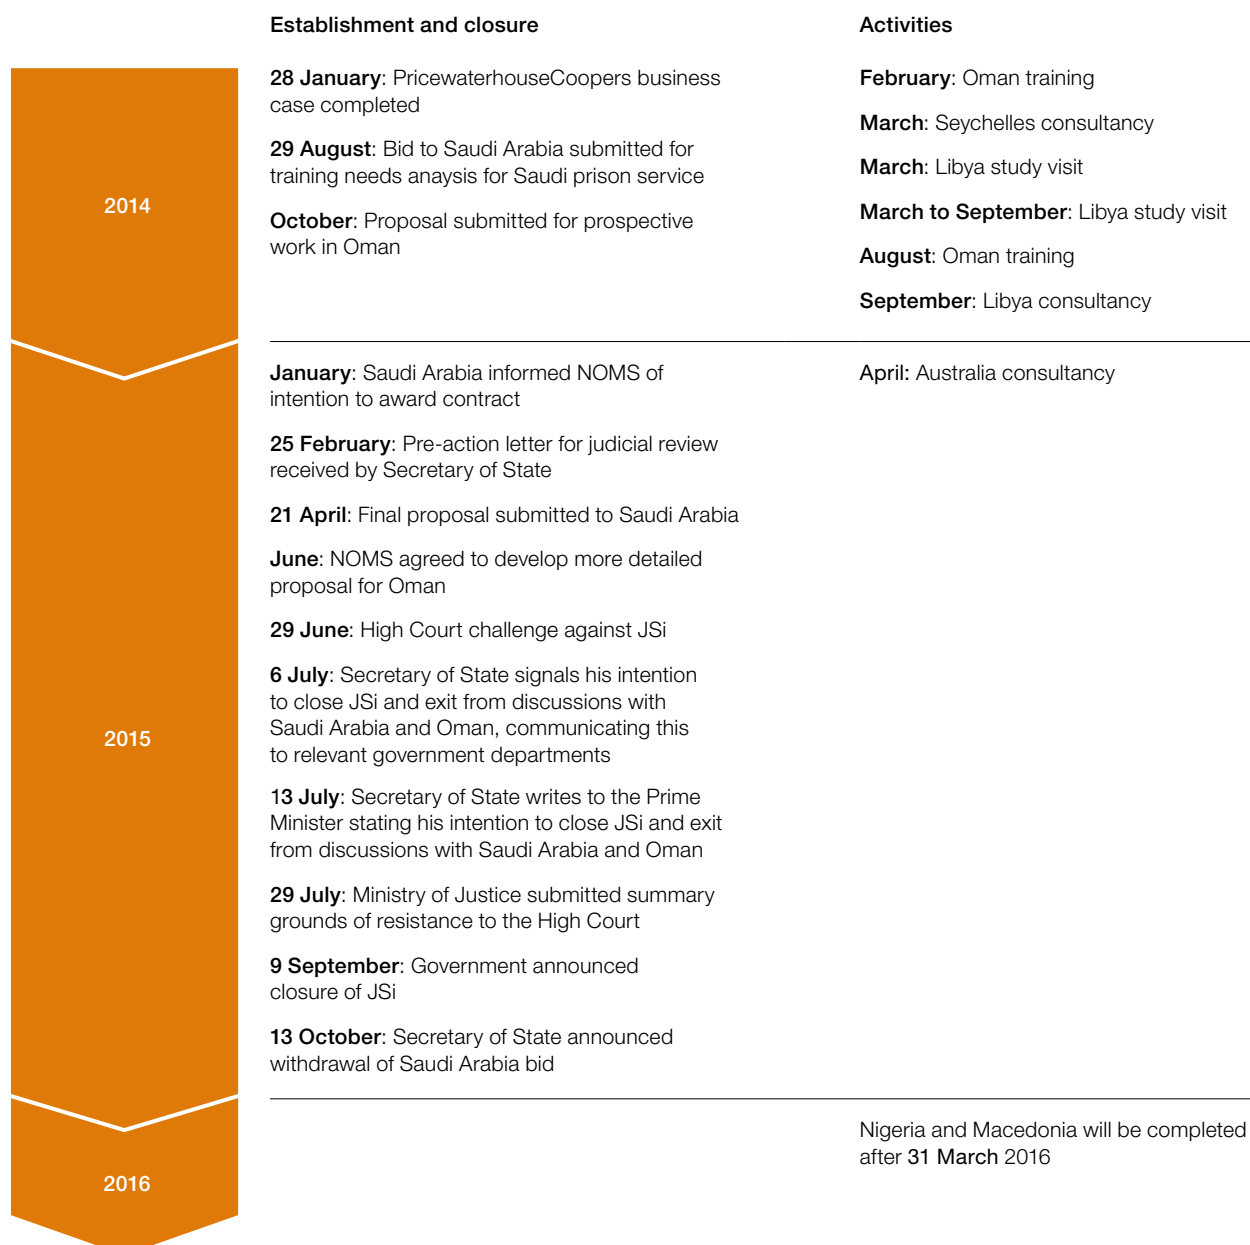 Establishment and closure
Activities
2014
28 January: PricewaterhouseCoopers business
case completed
29 August: Bid to Saudi Arabia submitted for
training needs anaysis for Saudi prison service
October: Proposal submitted for prospective
work in Oman
February: Oman training
March: Seychelles consultancy
March: Libya study visit
March to September: Libya study visit
August: Oman training
September: Libya consultancy
2015
January: Saudi Arabia informed NOMS of
intention to award contract
25 February: Pre-action letter for judicial review
received by Secretary of State
21 April: Final proposal submitted to Saudi Arabia
June: NOMS agreed to develop more detailed
proposal for Oman
29 June: High Court challenge against JSi
6 July: Secretary of State signals his intention
to close JSi and exit from discussions with
Saudi Arabia and Oman, communicating this
to relevant government departments
13 July: Secretary of State writes to the Prime
Minister stating his intention to close JSi and exit
from discussions with Saudi Arabia and Oman
29 July: Ministry of Justice submitted summary
grounds of resistance to the High Court
9 September: Government announced
closure of JSi
13 October: Secretary of State announced
withdrawal of Saudi Arabia bid
April: Australia consultancy
2016
Nigeria and Macedonia will be completed
after 31 March 2016